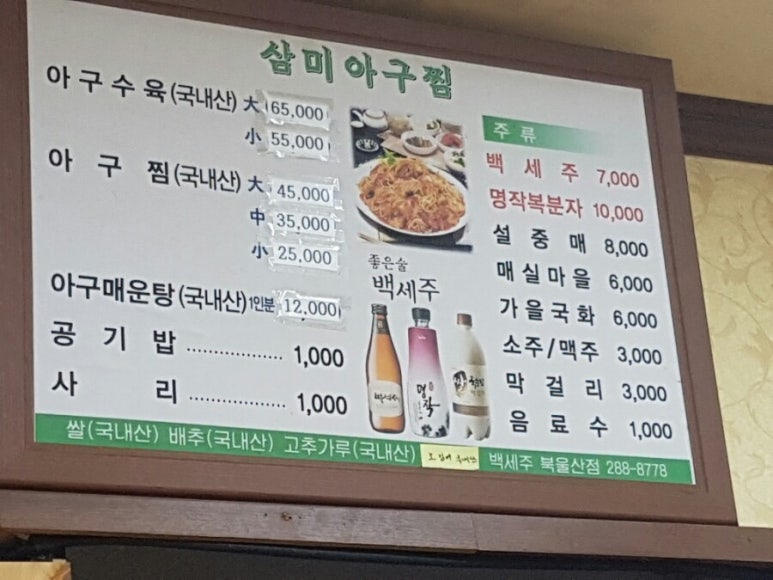 삼미아구찜
아구수육(국내산) 大 65,000
小 55,000
아구찜(국내산) 大 45,000
中 35,000
小 25,000
아구매운탕(국내산) 1인분 12,000
공기밥 .................... 1,000
사리 .................... 1,000
좋은술
백세주
명작
주류
백세주 7,000
명작복분자 10,000
설중매 8,000
매실마을 6,000
가을국화 6,000
소주/맥주 3,000
막걸리 3,000
음료수 1,000
쌀(국내산) 배추(국내산) 고추가루(국내산)
백세주 북울산점 288-8778